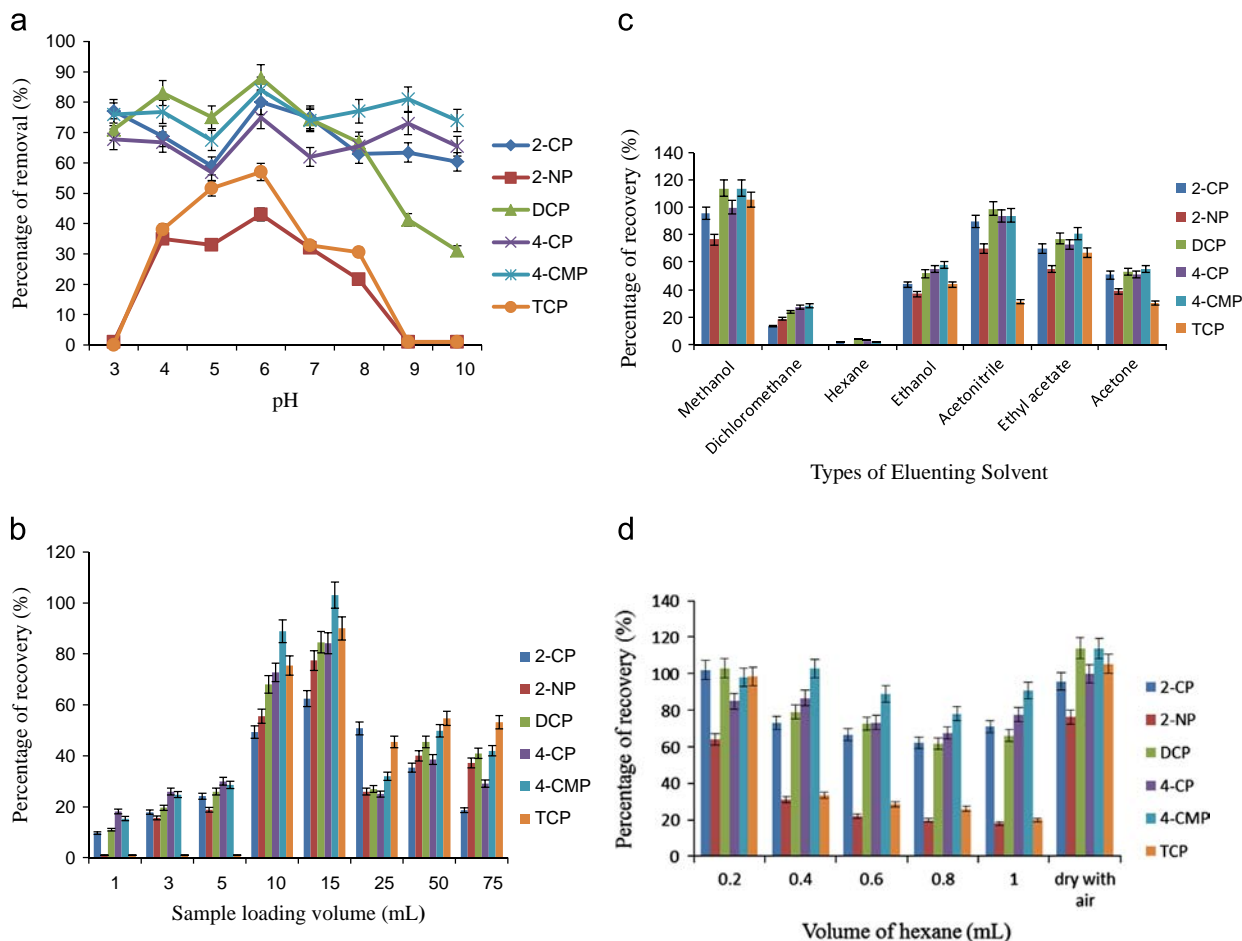 a
Percenatge of removal (%)
100
90
80
70
60
50
40
30
20
10
0
3 4 5 6 7 8 9 10
pH
2-CP
2-NP
DCP
4-CP
4-CMP
TCP
c
Percentage of recovery (%)
140
120
100
80
60
40
20
0
Methanol
Dichloromethane
Hexane
Ethanol
Acetonitrile
Ethyl acetate
Acetone
Types of Eluenting Solvent
2-CP
2-NP
DCP
4-CP
4-CMP
TCP
b
Percentage of recovery (%)
120
100
80
60
40
20
0
1 3 5 10 15 25 50 75
Sample loading volume (mL)
2-CP
2-NP
DCP
4-CP
4-CMP
TCP
d
Percentage of recovery (%)
140
120
100
80
60
40
20
0
0.2 0.4 0.6 0.8 1 dry with
air
Volume of hexane (mL)
2-CP
2-NP
DCP
4-CP
4-CMP
TCP